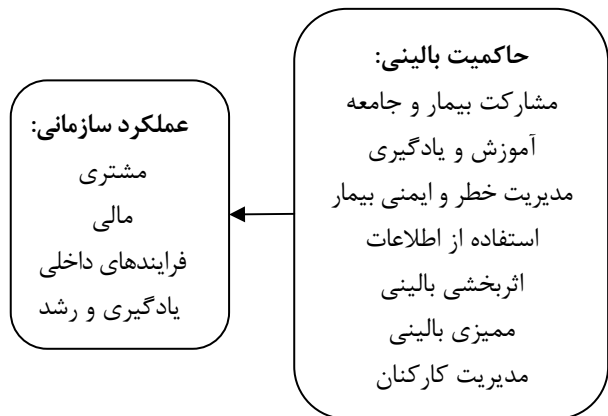 حاکمیت بالینی:
مشارکت بیمار و جامعه
آموزش و یادگیری
مدیریت خطر و ایمنی بیمار
استفاده از اطلاعات
اثربخشی بالینی
ممیزی بالینی
مدیریت کارکنان
عملکرد سازمانی:
مشتری
مالی
فرایندهای داخلی
یادگیری و رشد